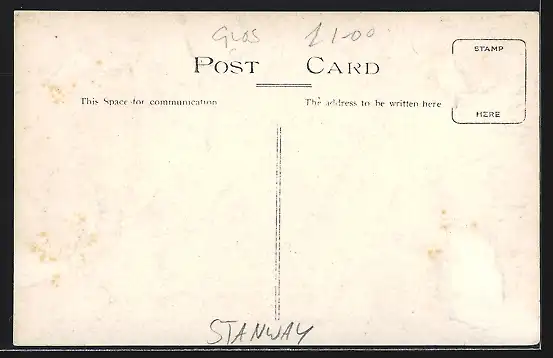 GLOS £1.00
POST CARD
STAMP
This Space for communication
The address to be written here
HERE
STANWAY